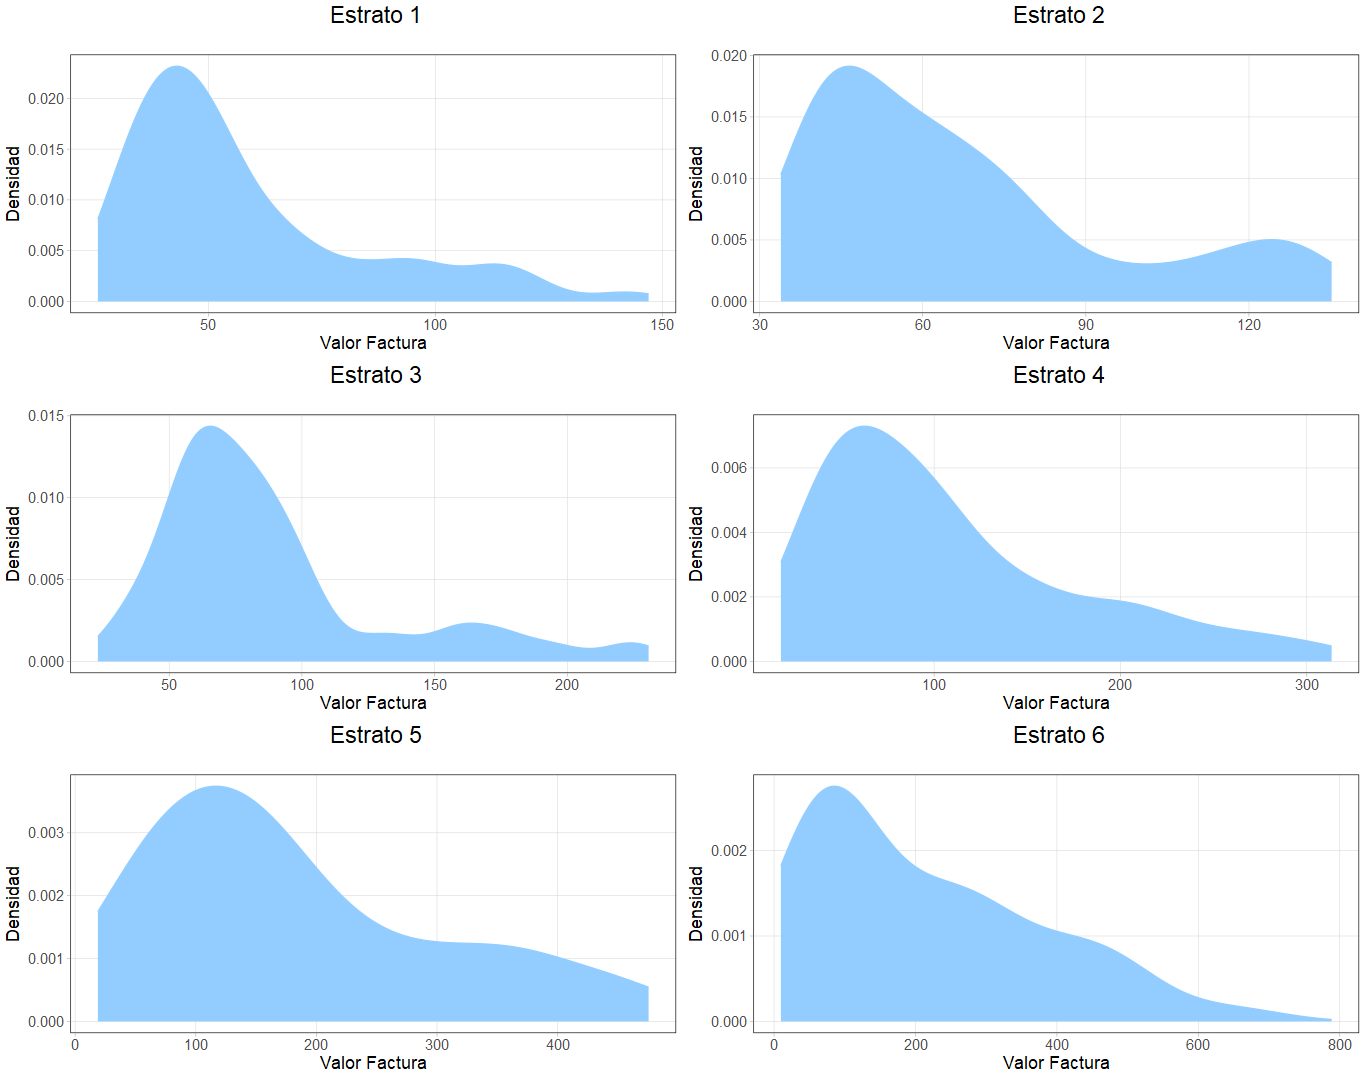 Estrato 1
0.020
0.015
0.010
0.005
0.000
Densidad
50
100
150
Valor Factura
Estrato 2
0.020
0.015
0.010
0.005
0.000
Densidad
30
60
90
120
Valor Factura
Estrato 3
0.015
0.010
0.005
0.000
Densidad
50
100
150
200
Valor Factura
Estrato 4
0.006
0.004
0.002
0.000
Densidad
100
200
300
Valor Factura
Estrato 5
0.003
0.002
0.001
0.000
Densidad
0
100
200
300
400
Valor Factura
Estrato 6
0.002
0.001
0.000
Densidad
0
200
400
600
800
Valor Factura